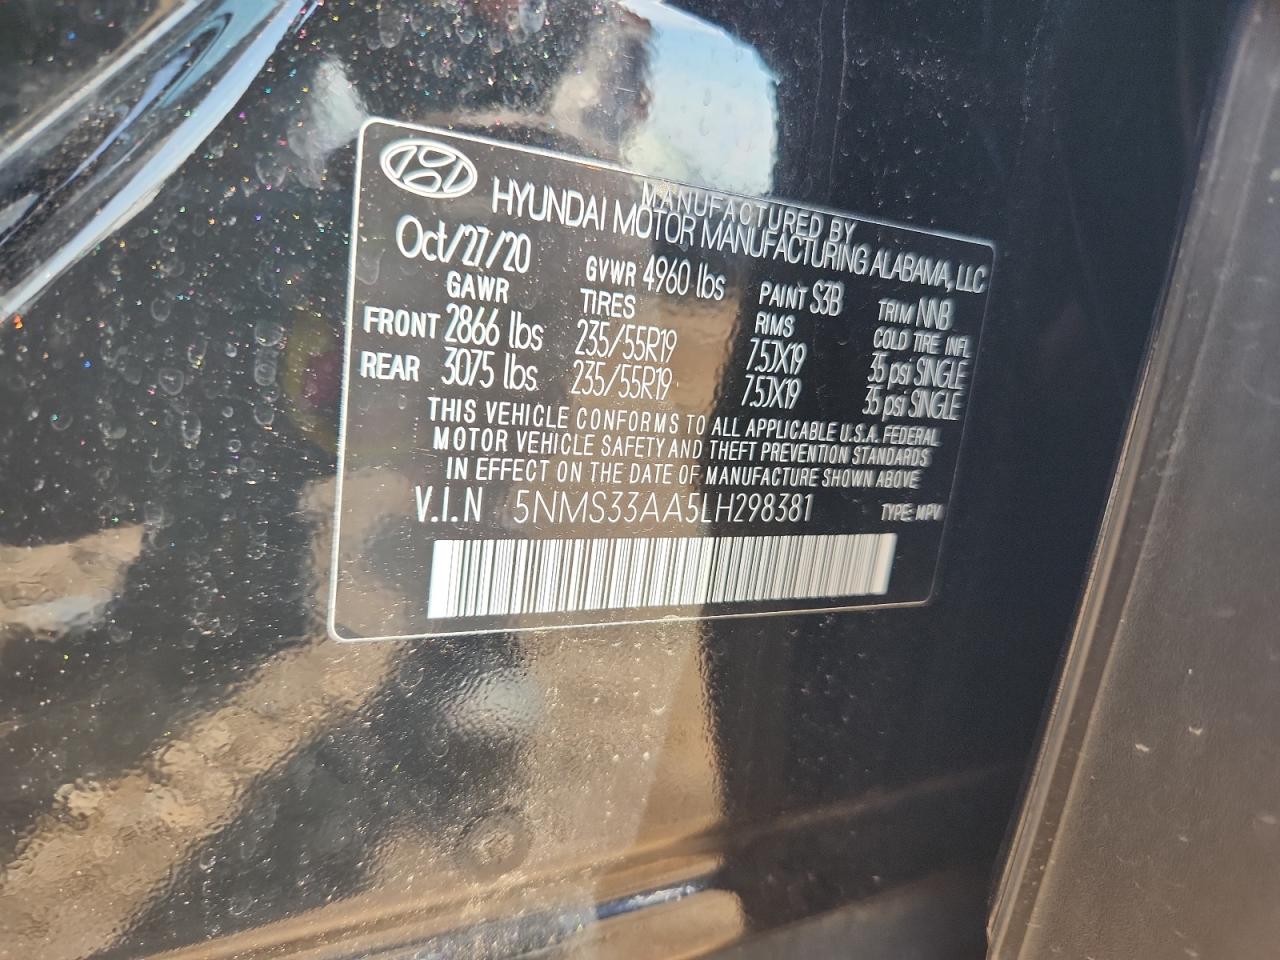 MANUFACTURED BY
HYUNDAI MOTOR MANUFACTURING ALABAMA, LLC
Oct/27/20 GVWR 4960 lbs PAINT S3B TRIM NNB
GAWR TIRES RIMS COLD TIRE INFL
FRONT 2866 lbs 235/55R19 7.5JX19 35 psi SINGLE
REAR 3075 lbs 235/55R19 7.5JX19 35 psi SINGLE
THIS VEHICLE CONFORMS TO ALL APPLICABLE U.S.A. FEDERAL
MOTOR VEHICLE SAFETY AND THEFT PREVENTION STANDARDS
IN EFFECT ON THE DATE OF MANUFACTURE SHOWN ABOVE
V.I.N 5NMS33AA5LH298381 TYPE: MPV